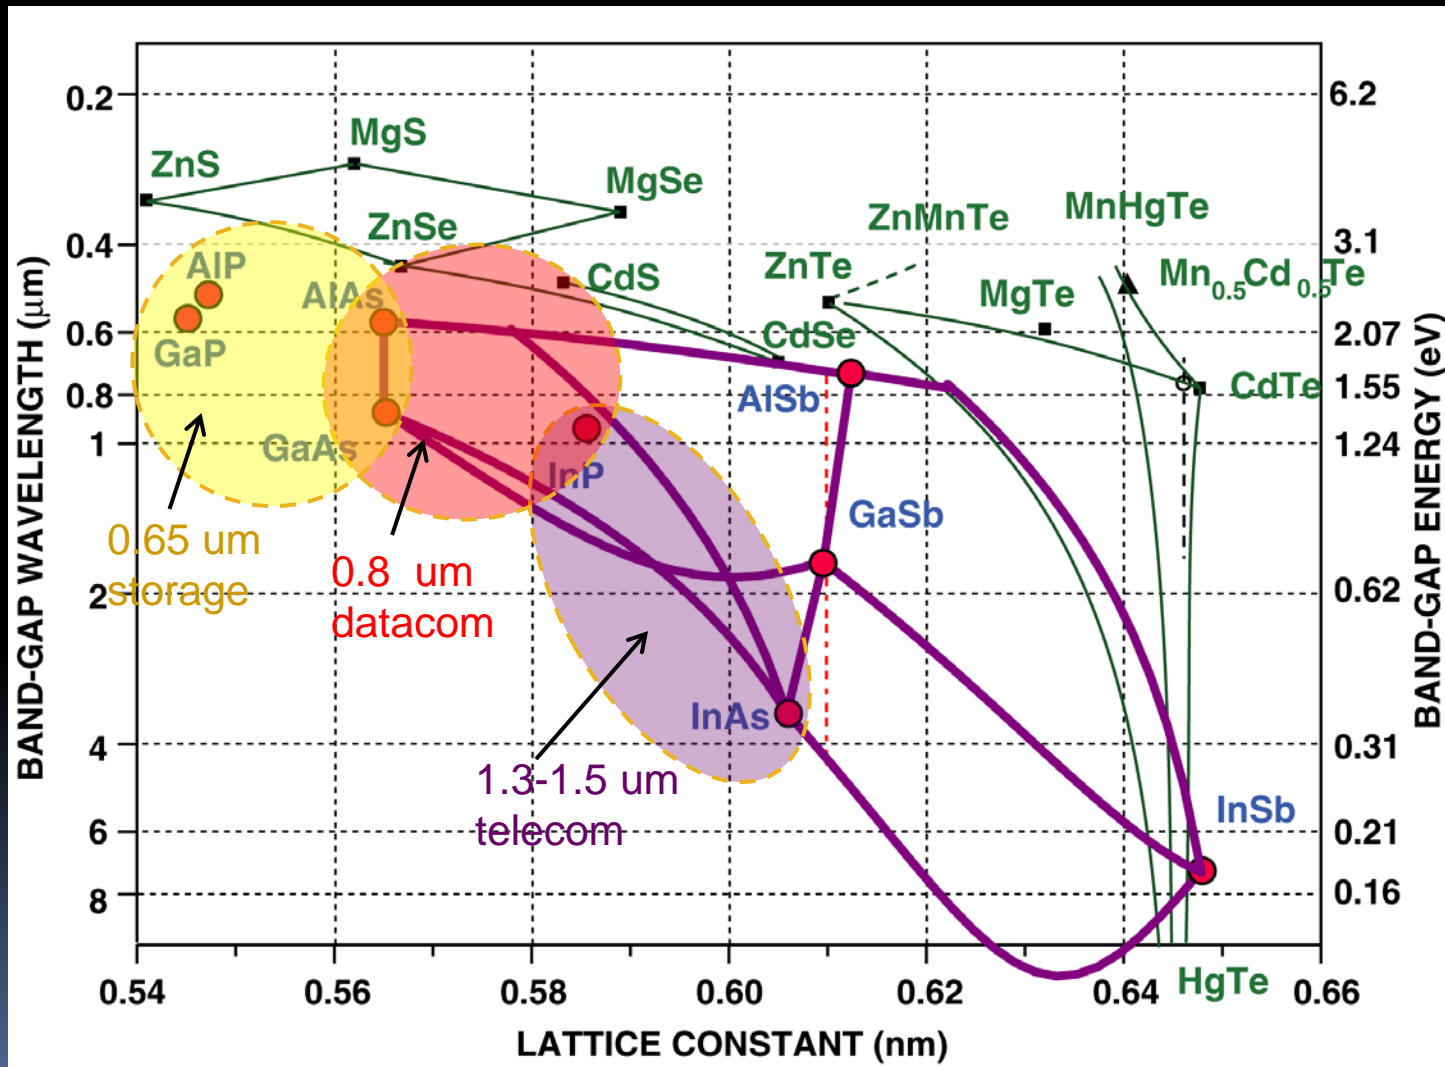 0.2
0.4
0.6
0.8
1
2
4
6
8
BAND-GAP WAVELENGTH (μm)
6.2
3.1
2.07
1.55
1.24
0.62
0.31
0.21
0.16
BAND-GAP ENERGY (eV)
ZnS
MgS
MgSe
ZnSe
ZnMnTe
MnHgTe
AlP
AlAs
CdS
ZnTe
MgTe
Mn0.5Cd0.5Te
GaP
CdSe
CdTe
AlSb
GaAs
InP
GaSb
0.65 um
storage
0.8 um
datacom
InAs
1.3-1.5 um
telecom
InSb
HgTe
0.54
0.56
0.58
0.60
0.62
0.64
0.66
LATTICE CONSTANT (nm)